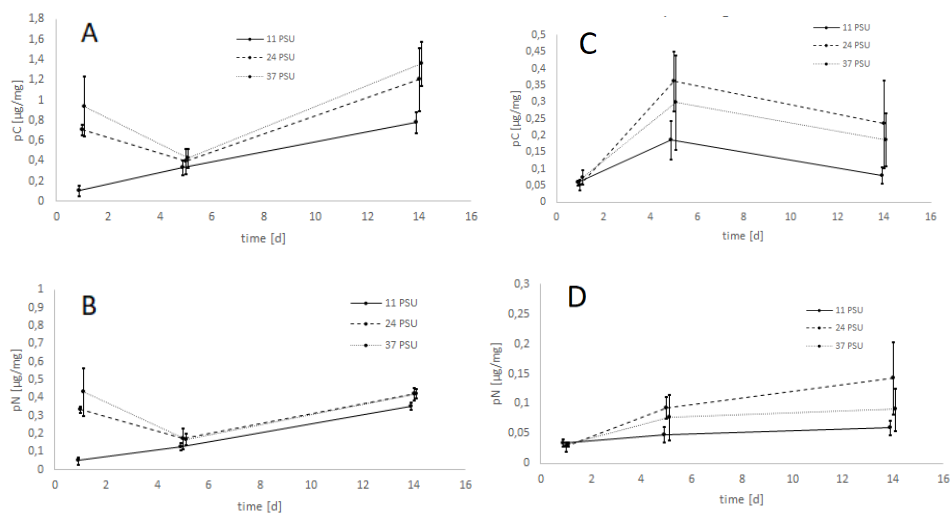 A
11 PSU
24 PSU
37 PSU
pC [µg/mg]
1,8
1,6
1,4
1,2
1
0,8
0,6
0,4
0,2
0
0 2 4 6 8 10 12 14 16
time [d]
C
11 PSU
24 PSU
37 PSU
pC [µg/mg]
0,5
0,45
0,4
0,35
0,3
0,25
0,2
0,15
0,1
0,05
0
0 2 4 6 8 10 12 14 16
time [d]
B
11 PSU
24 PSU
37 PSU
pN [µg/mg]
1
0,9
0,8
0,7
0,6
0,5
0,4
0,3
0,2
0,1
0
0 2 4 6 8 10 12 14 16
time [d]
D
11 PSU
24 PSU
37 PSU
pN [µg/mg]
0,3
0,25
0,2
0,15
0,1
0,05
0
0 2 4 6 8 10 12 14 16
time [d]